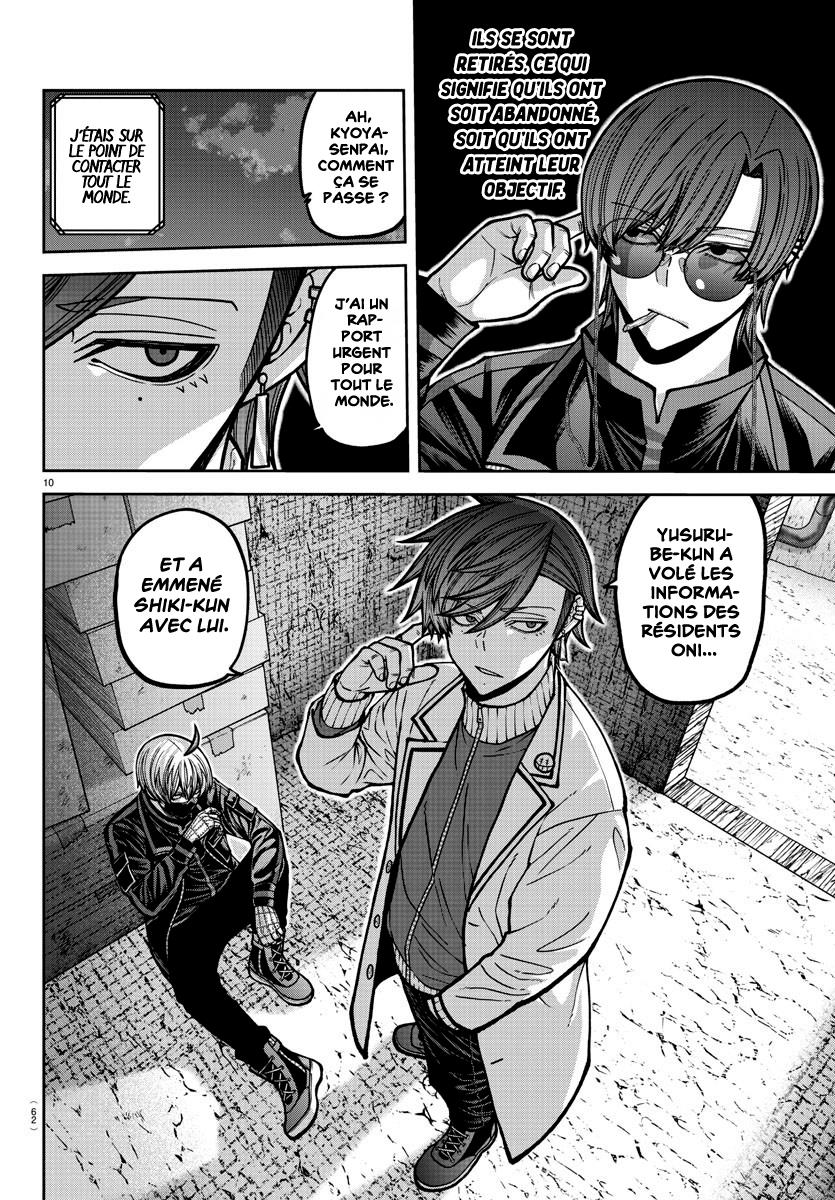 ILS SE SONT
RETIRÉS, CE QUI
SIGNIFIE QU'ILS ONT
SOIT ABANDONNÉ,
SOIT QU'ILS ONT
ATTEINT LEUR
OBJECTIF.
AH,
KYOYA-
SENPAI,
COMMENT
ÇA SE
PASSE ?
J'ÉTAIS SUR
LE POINT DE
CONTACTER
TOUT LE
MONDE.
J'AI UN
RAP-
PORT
URGENT
POUR
TOUT LE
MONDE.
10
YUSURU-
BE-KUN A
VOLÉ LES
INFORMA-
TIONS DES
RÉSIDENTS
ONI...
ET A
EMMENÉ
SHIKI-KUN
AVEC LUI.
(62)